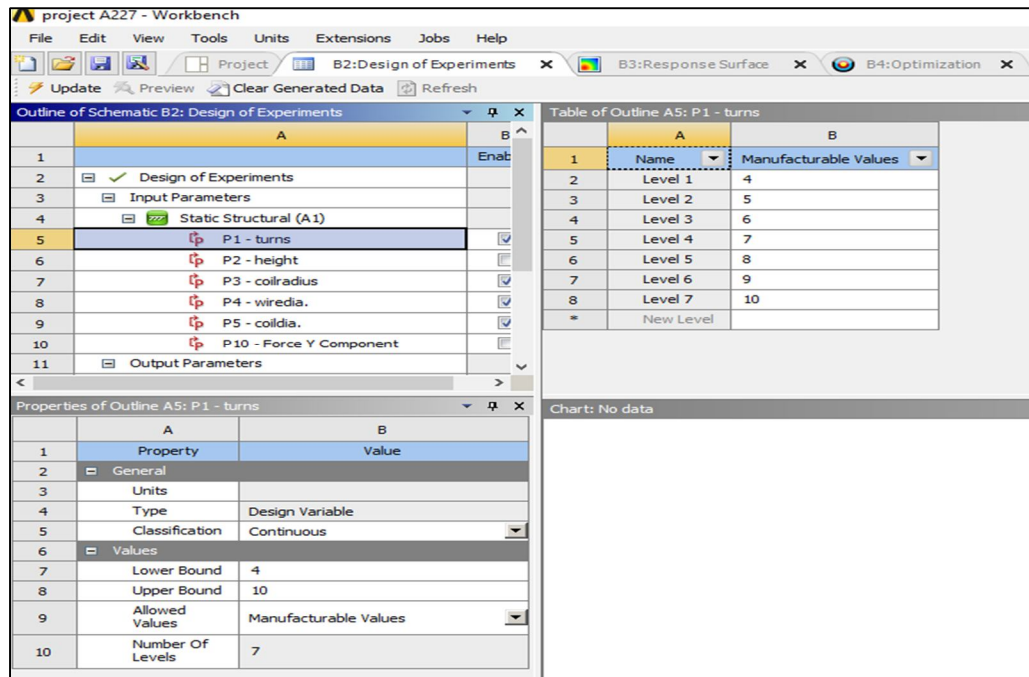 project A227 - Workbench
File Edit View Tools Units Extensions Jobs Help
Project B2:Design of Experiments B3:Response Surface B4:Optimization
Update Preview Clear Generated Data Refresh
Outline of Schematic B2: Design of Experiments
A B
1 Enab
2 Design of Experiments
3 Input Parameters
4 Static Structural (A1)
5 P1 - turns
6 P2 - height
7 P3 - coilradius
8 P4 - wiredia.
9 P5 - coildia.
10 P10 - Force Y Component
11 Output Parameters
Properties of Outline A5: P1 - turns
A B
1 Property Value
2 General
3 Units
4 Type Design Variable
5 Classification Continuous
6 Values
7 Lower Bound 4
8 Upper Bound 10
9 Allowed Values Manufacturable Values
10 Number Of Levels 7
Table of Outline A5: P1 - turns
A B
1 Name Manufacturable Values
2 Level 1 4
3 Level 2 5
4 Level 3 6
5 Level 4 7
6 Level 5 8
7 Level 6 9
8 Level 7 10
* New Level
Chart: No data